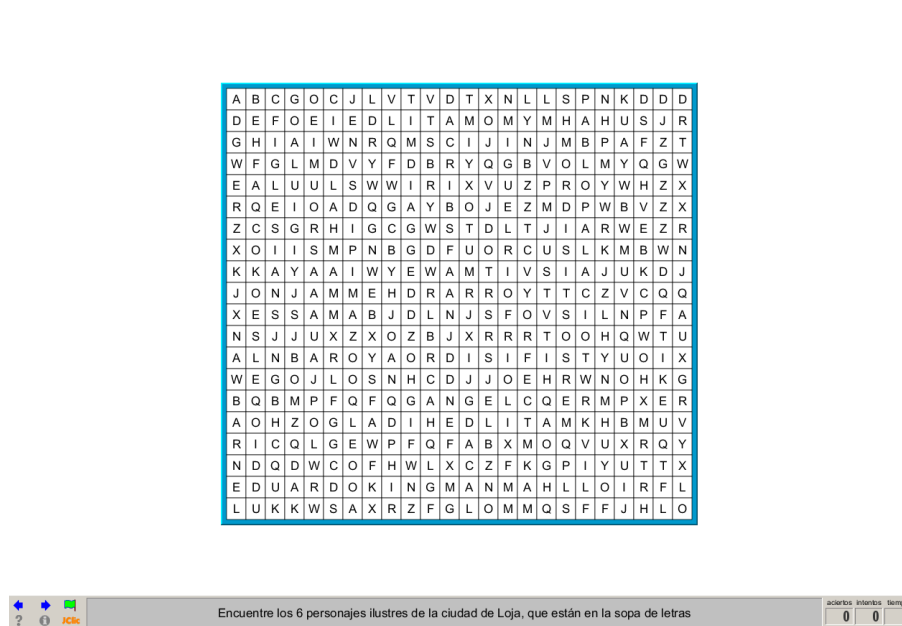 A B C G O C J L V T V D T X N L L S P N K D D D
D E F O E I E D L I T A M O M Y M H A H U S J R
G H I A I W N R Q M S C I J I N J M B P A F Z T
W F G L M D V Y F D B R Y Q G B V O L M Y Q G W
E A L U U L S W W I R I X V U Z P R O Y W H Z X
R Q E I O A D Q G A Y B O J E Z M D P W B V Z X
Z C S G R H I G C G W S T D L T J I A R W E Z R
X O I I S M P N B G D F U O R C U S L K M B W N
K K A Y A A I W Y E W A M T I V S I A J U K D J
J O N J A M M E H D R A R R O Y T T C Z V C Q Q
X E S S A M A B J D L N J S F O V S I L N P F A
N S J J U X Z X O Z B J X R R R T O O H Q W T U
A L N B A R O Y A O R D I S I F I S T Y U O I X
W E G O J L O S N H C D J J O E H R W N O H K G
B Q B M P F Q F Q G A N G E L C Q E R M P X E R
A O H Z O G L A D I H E D L I T A M K H B M U V
R I C Q L G E W P F Q F A B X M O Q V U X R Q Y
N D Q D W C O F H W L X C Z F K G P I Y U T T X
E D U A R D O K I N G M A N M A H L L O I R F L
L U K K W S A X R Z F G L O M M Q S F F J H L O
aciertos intentos
Encuentre los 6 personajes ilustres de la ciudad de Loja, que están en la sopa de letras
0 0
? i JClic